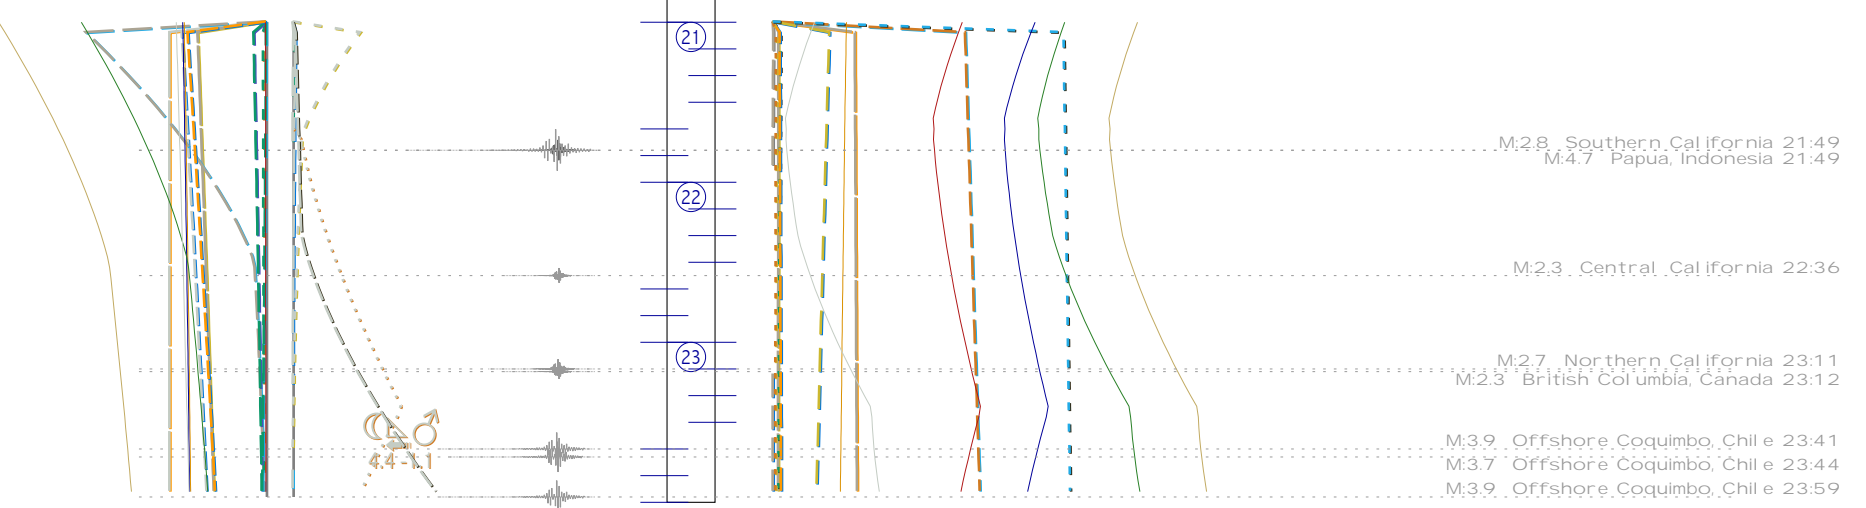 21
M:2.8 Southern California 21:49
M:4.7 Papua, Indonesia 21:49
22
M:2.3 Central California 22:36
23
M:2.7 Northern California 23:11
M:2.3 British Columbia, Canada 23:12
M:3.9 Offshore Coquimbo, Chile 23:41
4.4 -1.1
M:3.7 Offshore Coquimbo, Chile 23:44
M:3.9 Offshore Coquimbo, Chile 23:59